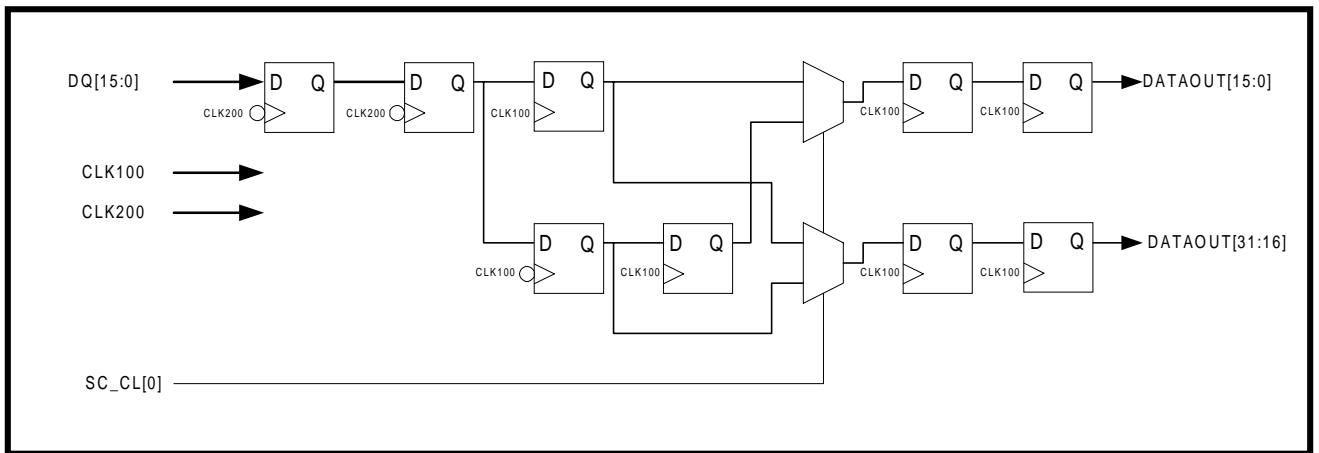 DQ[15:0]
D Q
CLK200
D Q
CLK200
D Q
CLK100
D Q
CLK100
D Q
CLK100
DATAOUT[15:0]
CLK100
CLK200
D Q
CLK100
D Q
CLK100
D Q
CLK100
D Q
CLK100
DATAOUT[31:16]
SC_CL[0]